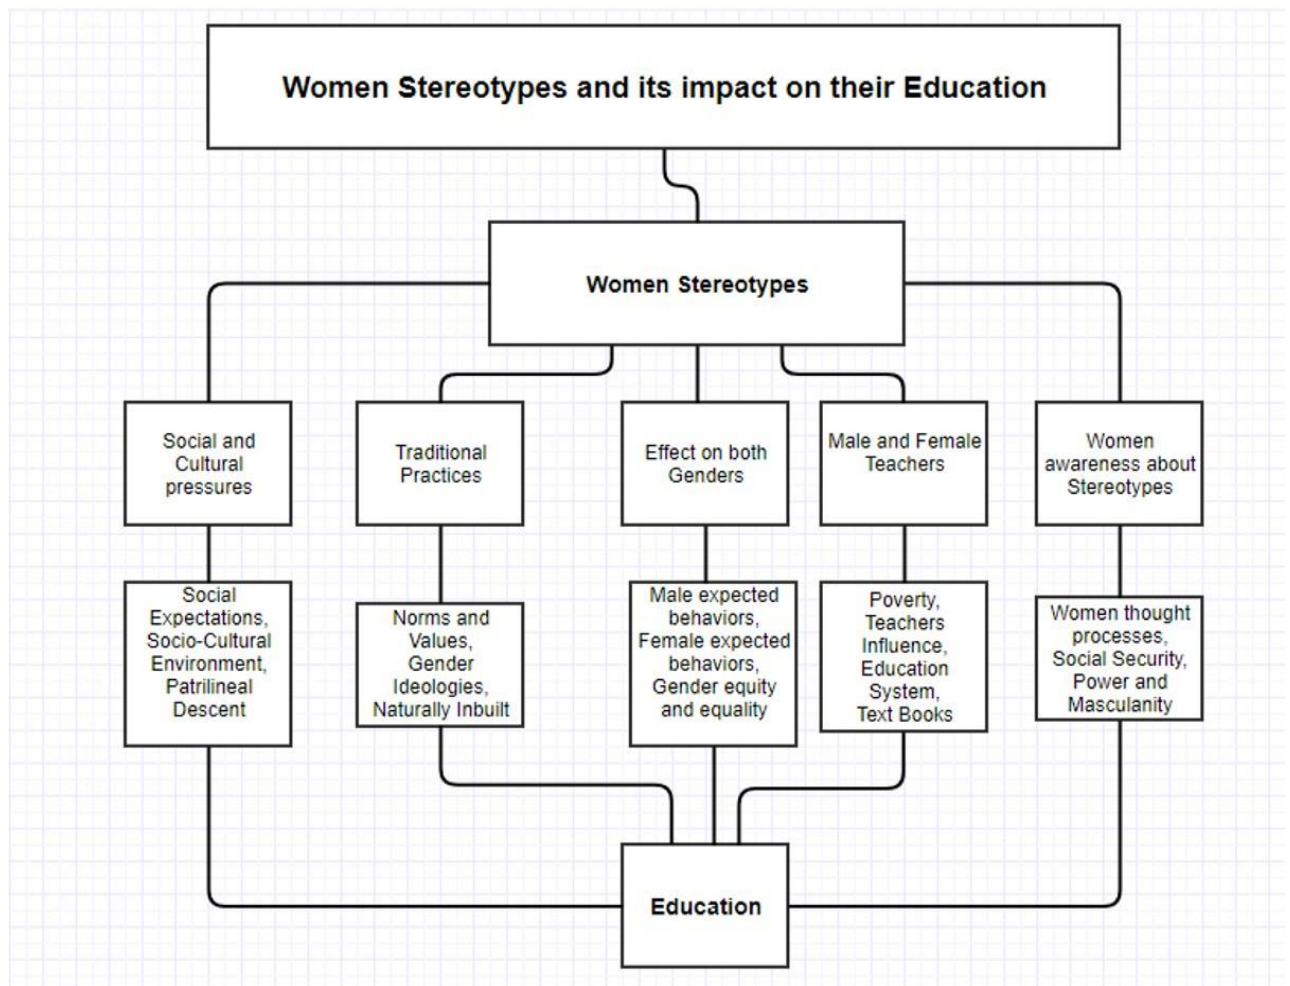 Women Stereotypes and its impact on their Education
Women Stereotypes
Social and
Cultural
pressures
Traditional
Practices
Effect on both
Genders
Male and Female
Teachers
Women
awareness about
Stereotypes
Social
Expectations,
Socio-Cultural
Environment,
Patrilineal
Descent
Norms and
Values,
Gender
Ideologies,
Naturally Inbuilt
Male expected
behaviors,
Female expected
behaviors,
Gender equity
and equality
Poverty,
Teachers
Influence,
Education
System,
Text Books
Women thought
processes,
Social Security,
Power and
Mascularity
Education